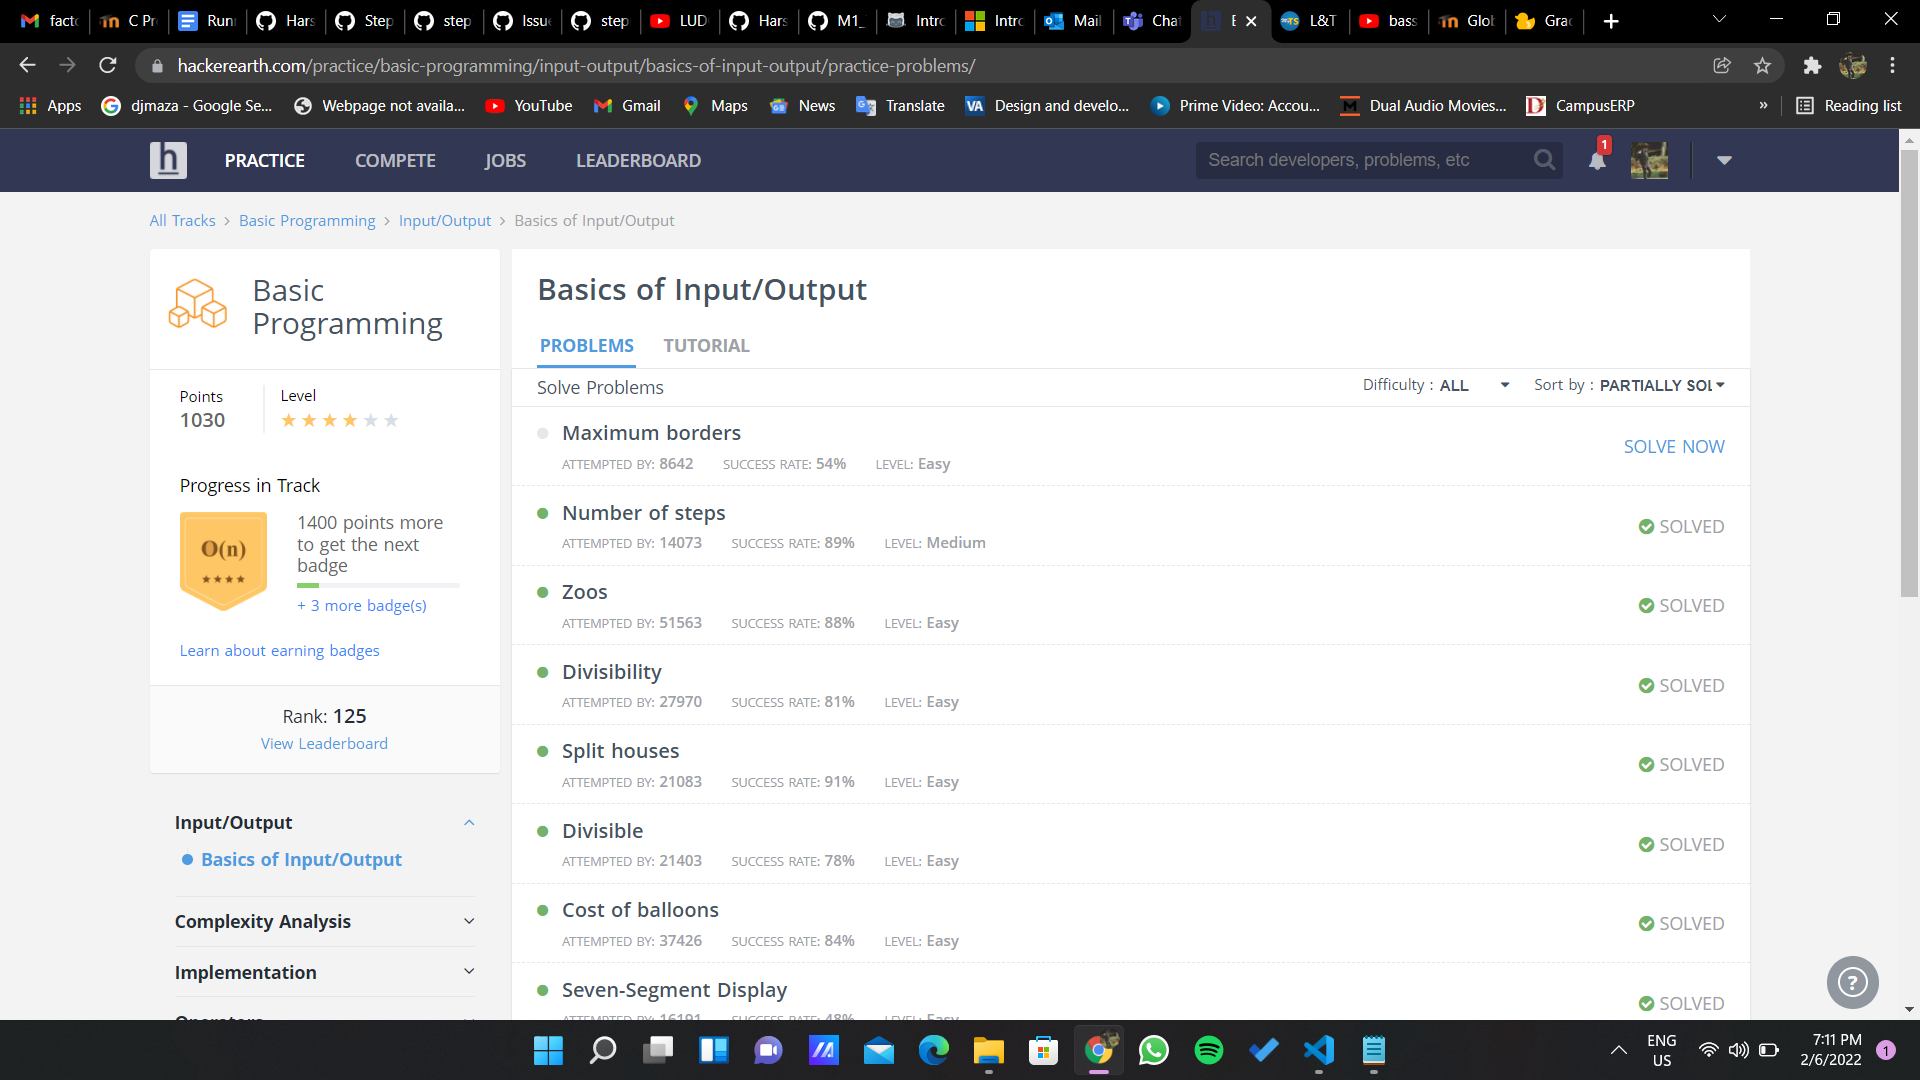 facto
C Pr
Runn
Hars
Step
step
Issue
step
LUD
Hars
M1_
Intro
Intro
Mail
Chat
E
L&T
bass
Glob
Grac
hackerearth.com/practice/basic-programming/input-output/basics-of-input-output/practice-problems/
Apps
djmaza - Google Se...
Webpage not availa...
YouTube
Gmail
Maps
News
Translate
Design and develo...
Prime Video: Accou...
Dual Audio Movies...
CampusERP
»
Reading list
h PRACTICE COMPETE JOBS LEADERBOARD
Search developers, problems, etc
1
All Tracks > Basic Programming > Input/Output > Basics of Input/Output
Basic
Programming
Points
1030
Level
Progress in Track
O(n)
1400 points more
to get the next
badge
+ 3 more badge(s)
Learn about earning badges
Rank: 125
View Leaderboard
Input/Output
Basics of Input/Output
Complexity Analysis
Implementation
Operators
Basics of Input/Output
PROBLEMS TUTORIAL
Solve Problems
Difficulty : ALL
Sort by : PARTIALLY SOL
Maximum borders
ATTEMPTED BY: 8642 SUCCESS RATE: 54% LEVEL: Easy
SOLVE NOW
Number of steps
ATTEMPTED BY: 14073 SUCCESS RATE: 89% LEVEL: Medium
SOLVED
Zoos
ATTEMPTED BY: 51563 SUCCESS RATE: 88% LEVEL: Easy
SOLVED
Divisibility
ATTEMPTED BY: 27970 SUCCESS RATE: 81% LEVEL: Easy
SOLVED
Split houses
ATTEMPTED BY: 21083 SUCCESS RATE: 91% LEVEL: Easy
SOLVED
Divisible
ATTEMPTED BY: 21403 SUCCESS RATE: 78% LEVEL: Easy
SOLVED
Cost of balloons
ATTEMPTED BY: 37426 SUCCESS RATE: 84% LEVEL: Easy
SOLVED
Seven-Segment Display
ATTEMPTED BY: 16191 SUCCESS RATE: 48% LEVEL: Easy
SOLVED
?
ENG
US
7:11 PM
2/6/2022
1